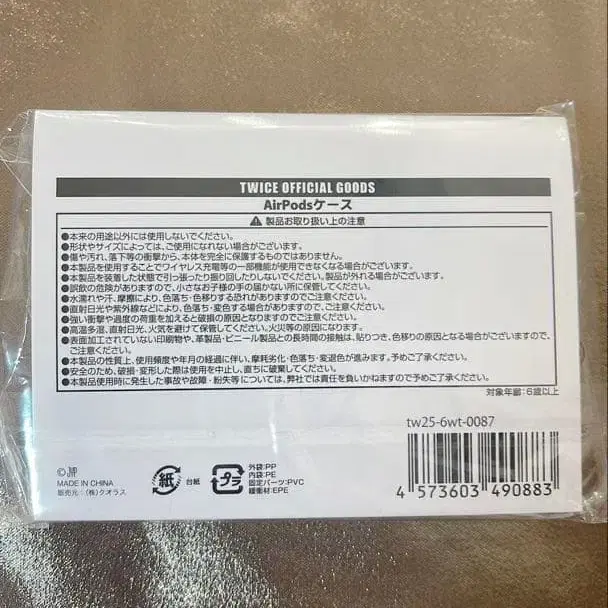 TWICE OFFICIAL GOODS
AirPodsケース
⚠ 製品お取り扱い上の注意
●本来の用途以外には使用しないでください。
●形状やサイズによっては、ご使用になれない場合がございます。
●傷や汚れ、落下等の衝撃から、本体を完全に保護するものではありません。
●本製品を使用することでワイヤレス充電等の一部機能が使用できなくなる場合がございます。
●本製品を装着した状態で引っ張ったり振り回したりしないでください。製品が外れる場合がございます。
●誤飲の危険がありますので、小さなお子様の手の届かない所に保管してください。
●水濡れや汗、摩擦により、色落ち・色移りする恐れがありますのでご注意ください。
●直射日光や紫外線などにより、色落ち・変色する場合がありますので、ご注意ください。
●強い衝撃や過度の荷重を加えると破損の原因となりますのでご注意ください。
●高温多湿、直射日光、火気を避けて保管してください。火災等の原因になります。
●表面加工されていない印刷物や、革製品・ビニール製品との長時間の接触は、貼りつき、色移りの原因となる場合がございますので、
ご注意ください。
●本製品の性質上、使用頻度や年月の経過に伴い、摩耗劣化・色落ち・変退色が進みます。予めご了承ください。
●安全のため、破損・変形した際は使用を中止し、直ちに破棄してください。
●本製品使用時に発生した事故や故障・紛失等については、弊社では責任を負いかねますので予めご了承ください。
対象年齢:6歳以上
tw25-6wt-0087
©JYP
MADE IN CHINA
販売元:(株)クオラス
紙 台紙
プラ
外袋:PP
内袋:PE
固定パーツ:PVC
緩衝材:EPE
4 573603 490883